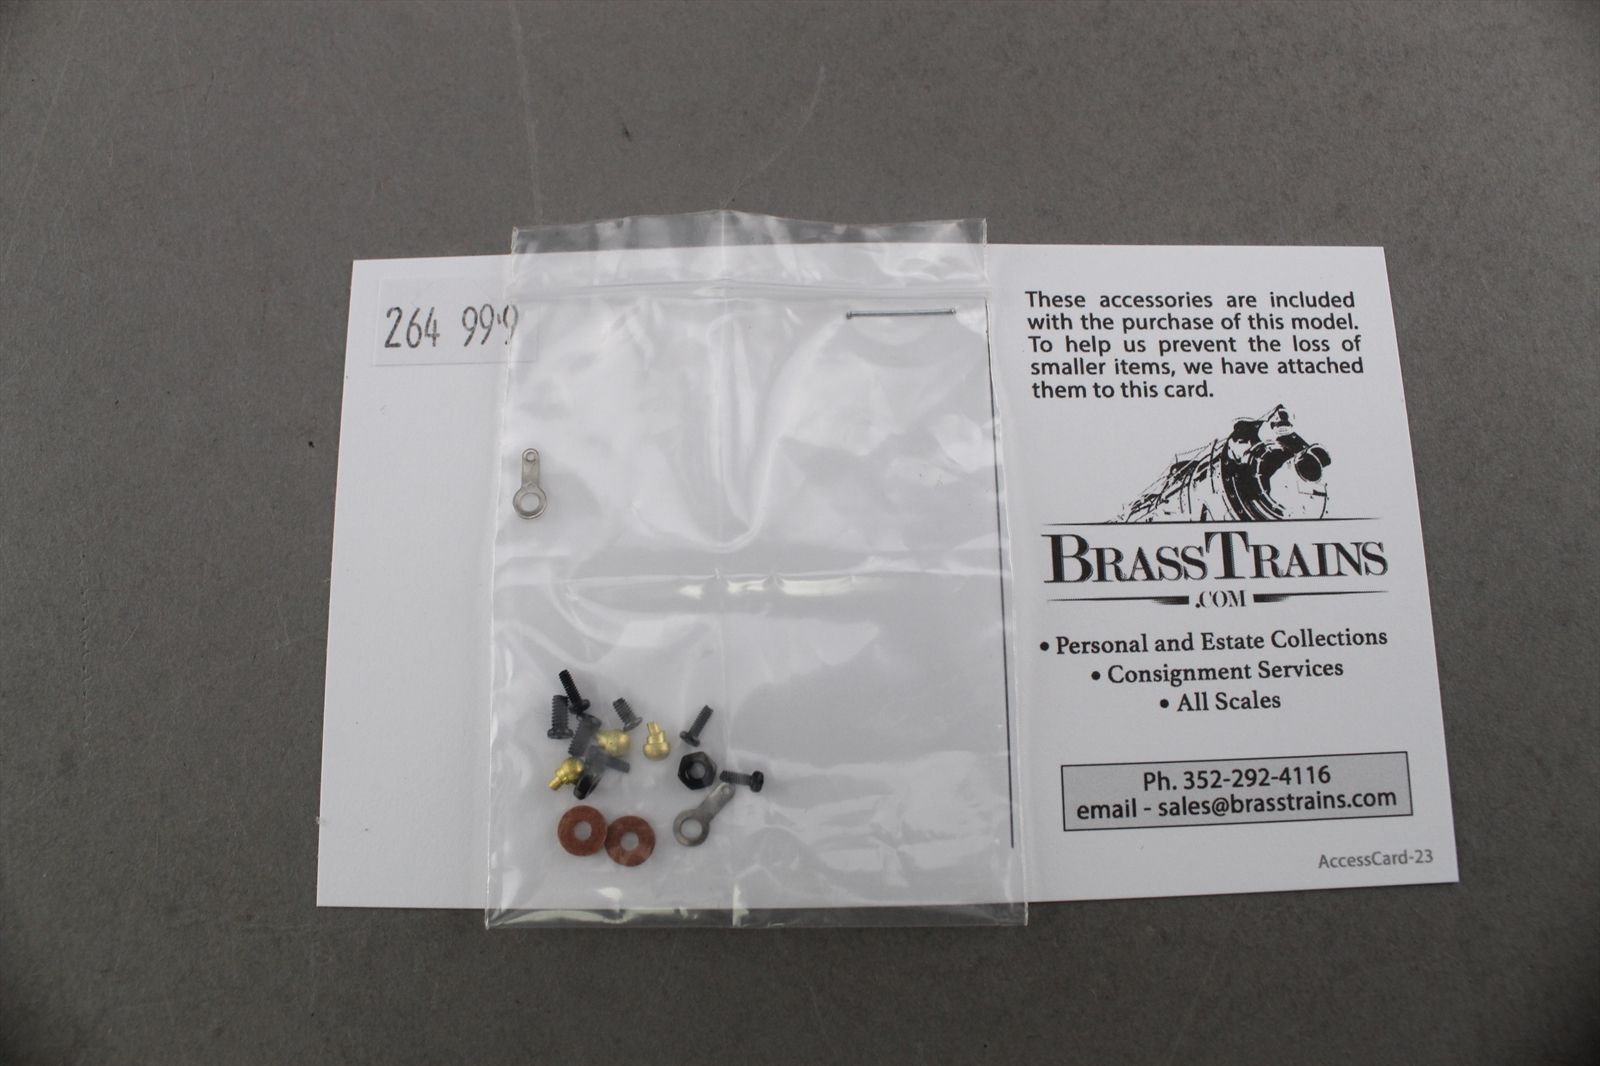 264 99.9
These accessories are included
with the purchase of this model.
To help us prevent the loss of
smaller items, we have attached
them to this card.
BRASSTRAINS
.COM
• Personal and Estate Collections
• Consignment Services
• All Scales
Ph. 352-292-4116
email - sales@brasstrains.com
AccessCard-23